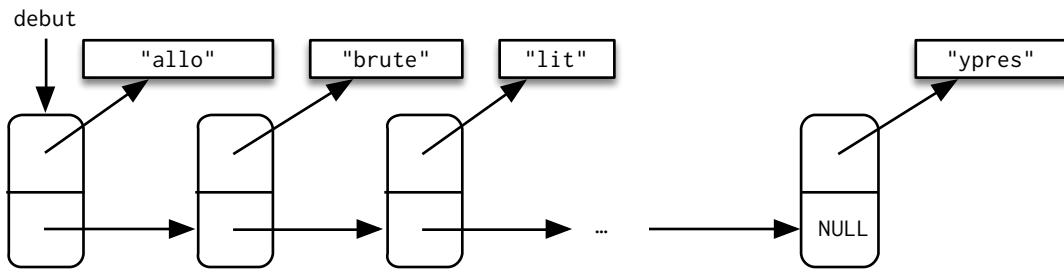 debut
"allo" "brute" "lit" "ypres"
… NULL